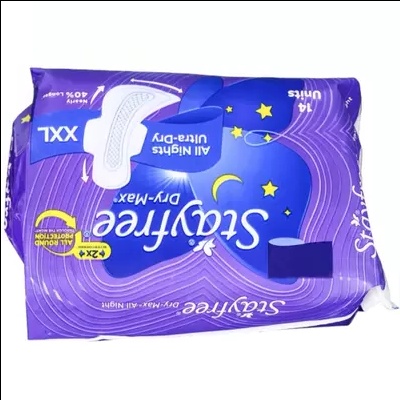 Stayfree
Dry-Max - All Night
Stayfree®
Dry-Max®
2X
ALL ROUND
PROTECTION
All Nights
Ultra-Dry
XXL
Nearly
40% Longer
14
Units
Stayfree